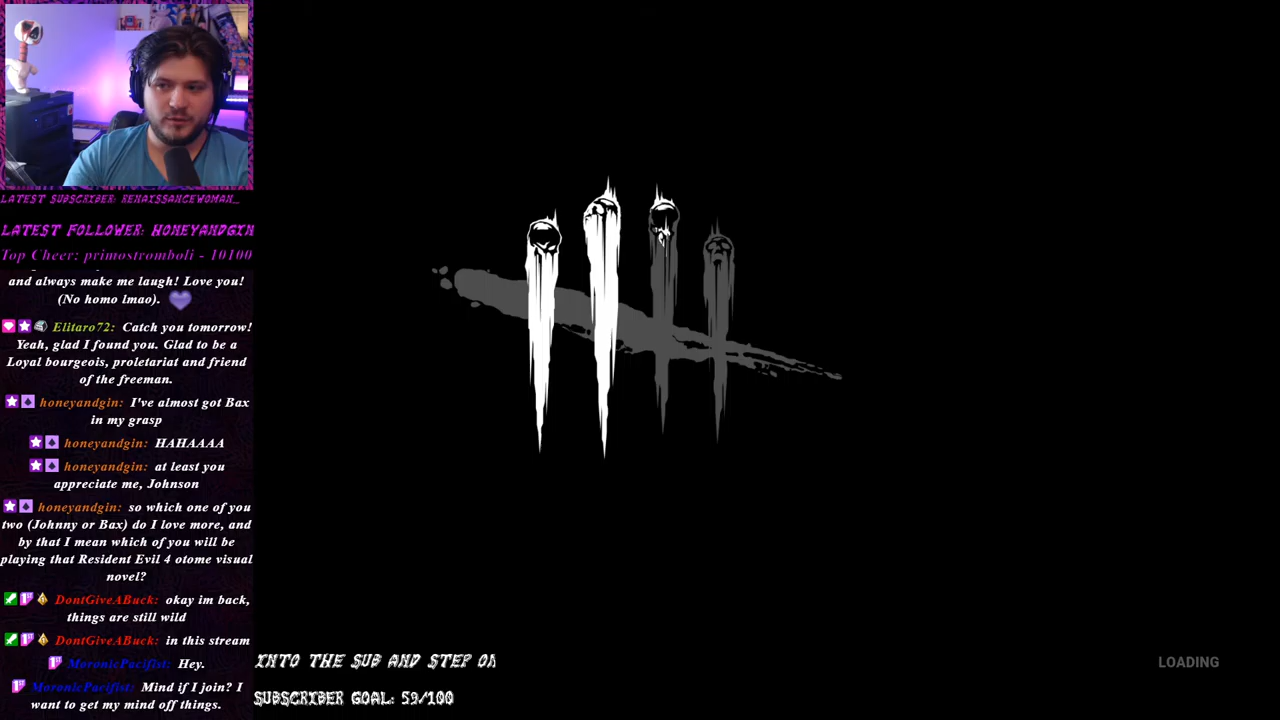 LATEST SUBSCRIBER: RENAISSANCEWOMAN_
LATEST FOLLOWER: HONEYANDGIN
Top Cheer: primostromboli - 10100
and always make me laugh! Love you!
(No homo lmao).
Elitaro72: Catch you tomorrow!
Yeah, glad I found you. Glad to be a
Loyal bourgeois, proletariat and friend
of the freeman.
honeyandgin: I've almost got Bax
in my grasp
honeyandgin: HAHAAAA
honeyandgin: at least you
appreciate me, Johnson
honeyandgin: so which one of you
two (Johnny or Bax) do I love more, and
by that I mean which of you will be
playing that Resident Evil 4 otome visual
novel?
DontGiveABuck: okay im back,
things are still wild
DontGiveABuck: in this stream
MoronicPacifist: Hey.
MoronicPacifist: Mind if I join? I
want to get my mind off things.
INTO THE SUB AND STEP ON
SUBSCRIBER GOAL: 59/100
LOADING